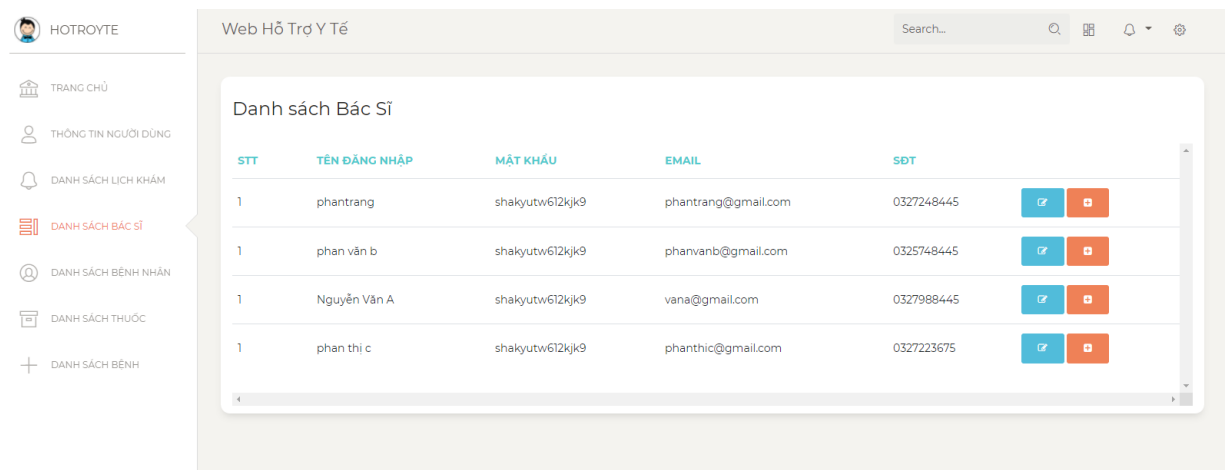 HOTROYTE
Web Hỗ Trợ Y Tế
Search...
TRANG CHỦ
THÔNG TIN NGƯỜI DÙNG
DANH SÁCH LỊCH KHÁM
DANH SÁCH BÁC SĨ
DANH SÁCH BỆNH NHÂN
DANH SÁCH THUỐC
DANH SÁCH BỆNH
Danh sách Bác Sĩ
STT TÊN ĐĂNG NHẬP MẬT KHẨU EMAIL SĐT
1 phantrang shakyutw612kjk9 phantrang@gmail.com 0327248445
1 phan văn b shakyutw612kjk9 phanvanb@gmail.com 0325748445
1 Nguyễn Văn A shakyutw612kjk9 vana@gmail.com 0327988445
1 phan thị c shakyutw612kjk9 phanthic@gmail.com 0327223675